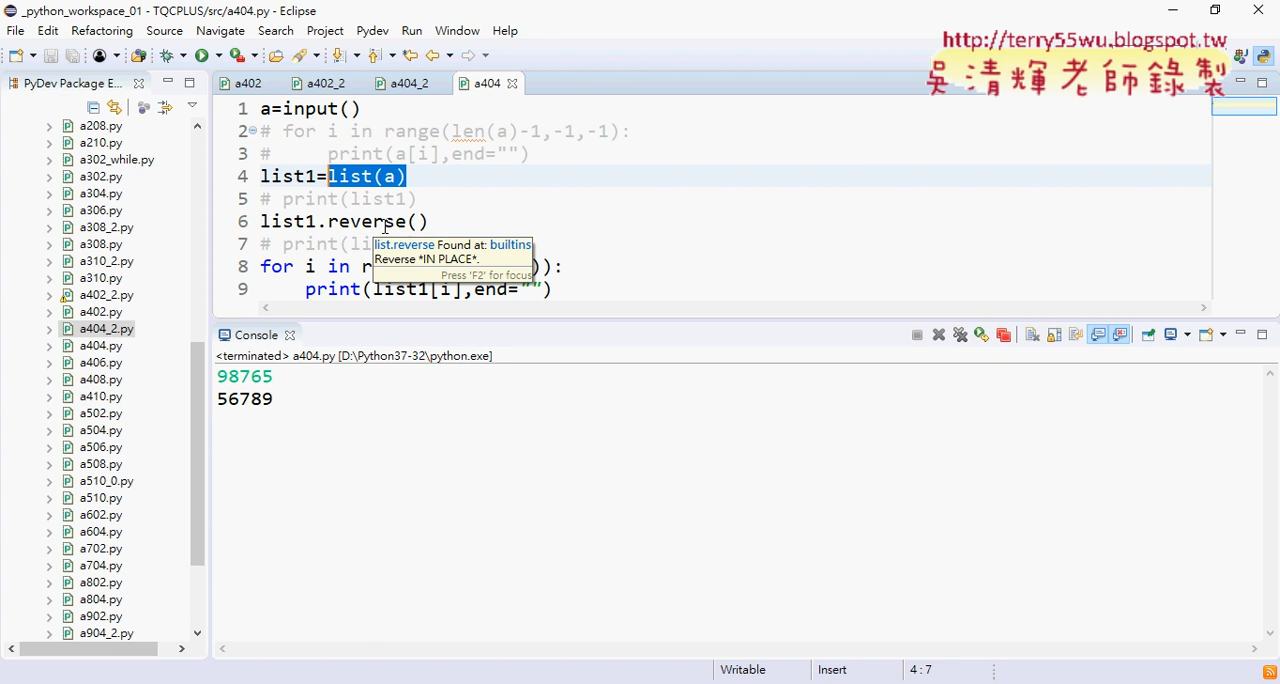 _python_workspace_01 - TQCPLUS/src/a404.py - Eclipse
File Edit Refactoring Source Navigate Search Project Pydev Run Window Help
http://terry55wu.blogspot.tw
吳清輝老師錄製
PyDev Package E...
a402 a402_2 a404_2 a404
a208.py
a210.py
a302_while.py
a302.py
a304.py
a306.py
a308_2.py
a308.py
a310_2.py
a310.py
a402_2.py
a402.py
a404_2.py
a404.py
a406.py
a408.py
a410.py
a502.py
a504.py
a506.py
a508.py
a510_0.py
a510.py
a602.py
a604.py
a702.py
a704.py
a802.py
a804.py
a902.py
a904_2.py
1 a=input()
2 # for i in range(len(a)-1,-1,-1):
3 #     print(a[i],end="")
4 list1=list(a)
5 # print(list1)
6 list1.reverse()
7 # print(li
8 for i in r )):
9     print(list1[i],end="")
list.reverse Found at: builtins
Reverse *IN PLACE*.
Press 'F2' for focus
Console
<terminated> a404.py [D:\Python37-32\python.exe]
98765
56789
Writable Insert 4 : 7